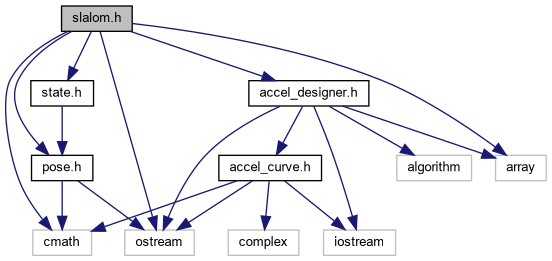 slalom.h
state.h
accel_designer.h
pose.h
accel_curve.h
algorithm
array
cmath
ostream
complex
iostream